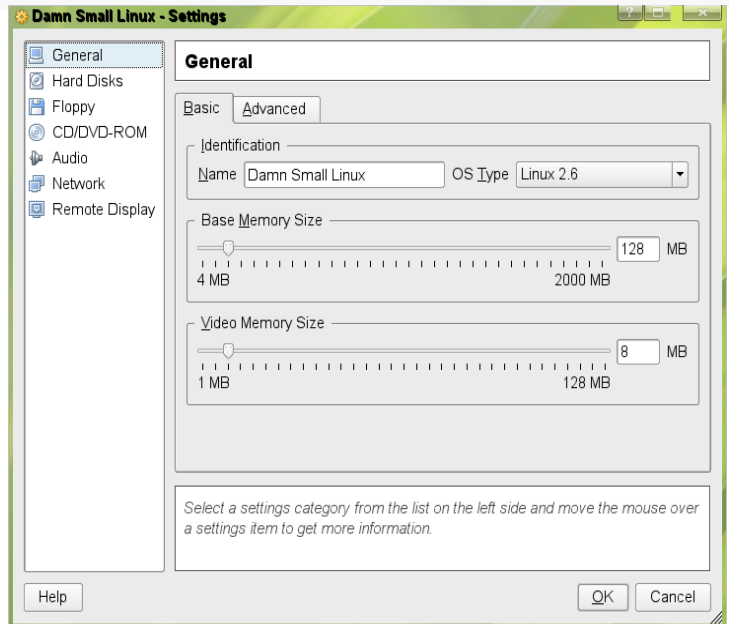 Damn Small Linux - Settings
General
Hard Disks
Floppy
CD/DVD-ROM
Audio
Network
Remote Display
General
Basic Advanced
Identification
Name Damn Small Linux OS Type Linux 2.6
Base Memory Size
128 MB
4 MB 2000 MB
Video Memory Size
8 MB
1 MB 128 MB
Select a settings category from the list on the left side and move the mouse over
a settings item to get more information.
Help OK Cancel